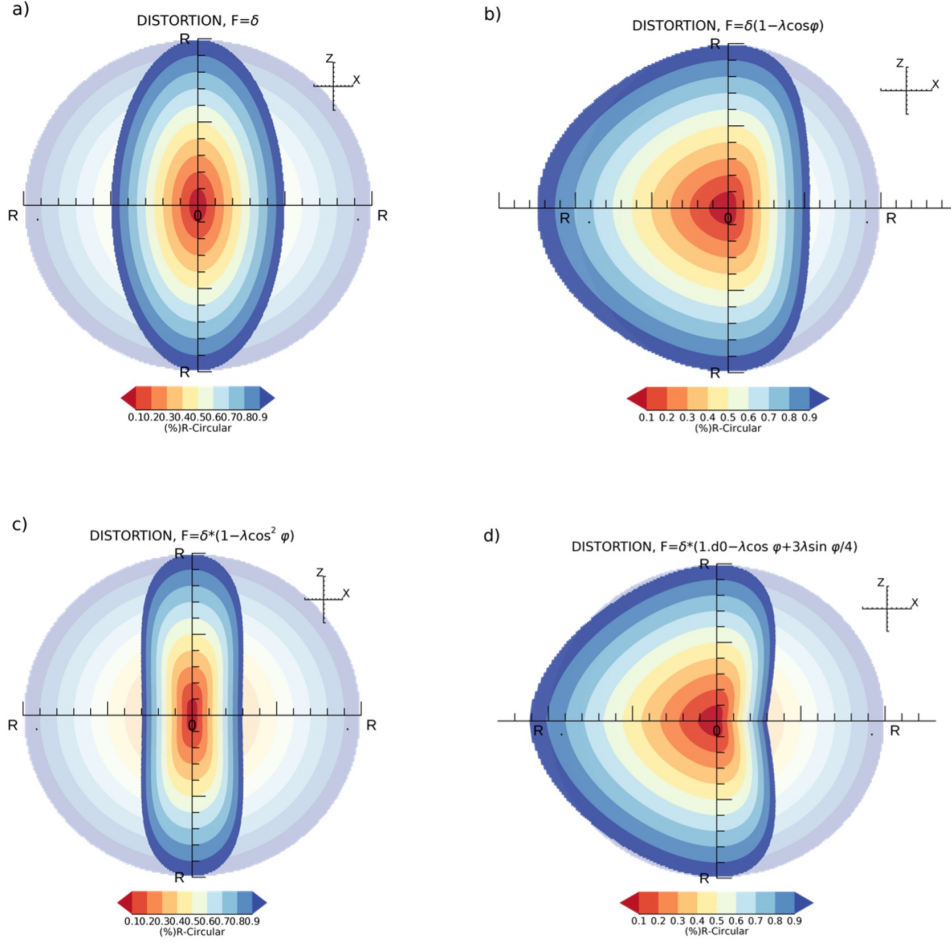 a)
DISTORTION, F=δ
R
Z
X
R
0
R
R
0.10.20.30.40.50.60.70.80.9
(%)R-Circular
b)
DISTORTION, F=δ(1−λcosφ)
R
Z
X
R
0
R
R
0.1 0.2 0.3 0.4 0.5 0.6 0.7 0.8 0.9
(%)R-Circular
c)
DISTORTION, F=δ*(1−λcos² φ)
R
Z
X
R
0
R
R
0.10.20.30.40.50.60.70.80.9
(%)R-Circular
d)
DISTORTION, F=δ*(1.d0−λcos φ+3λsin φ/4)
R
Z
X
R
0
R
R
0.1 0.2 0.3 0.4 0.5 0.6 0.7 0.8 0.9
(%)R-Circular